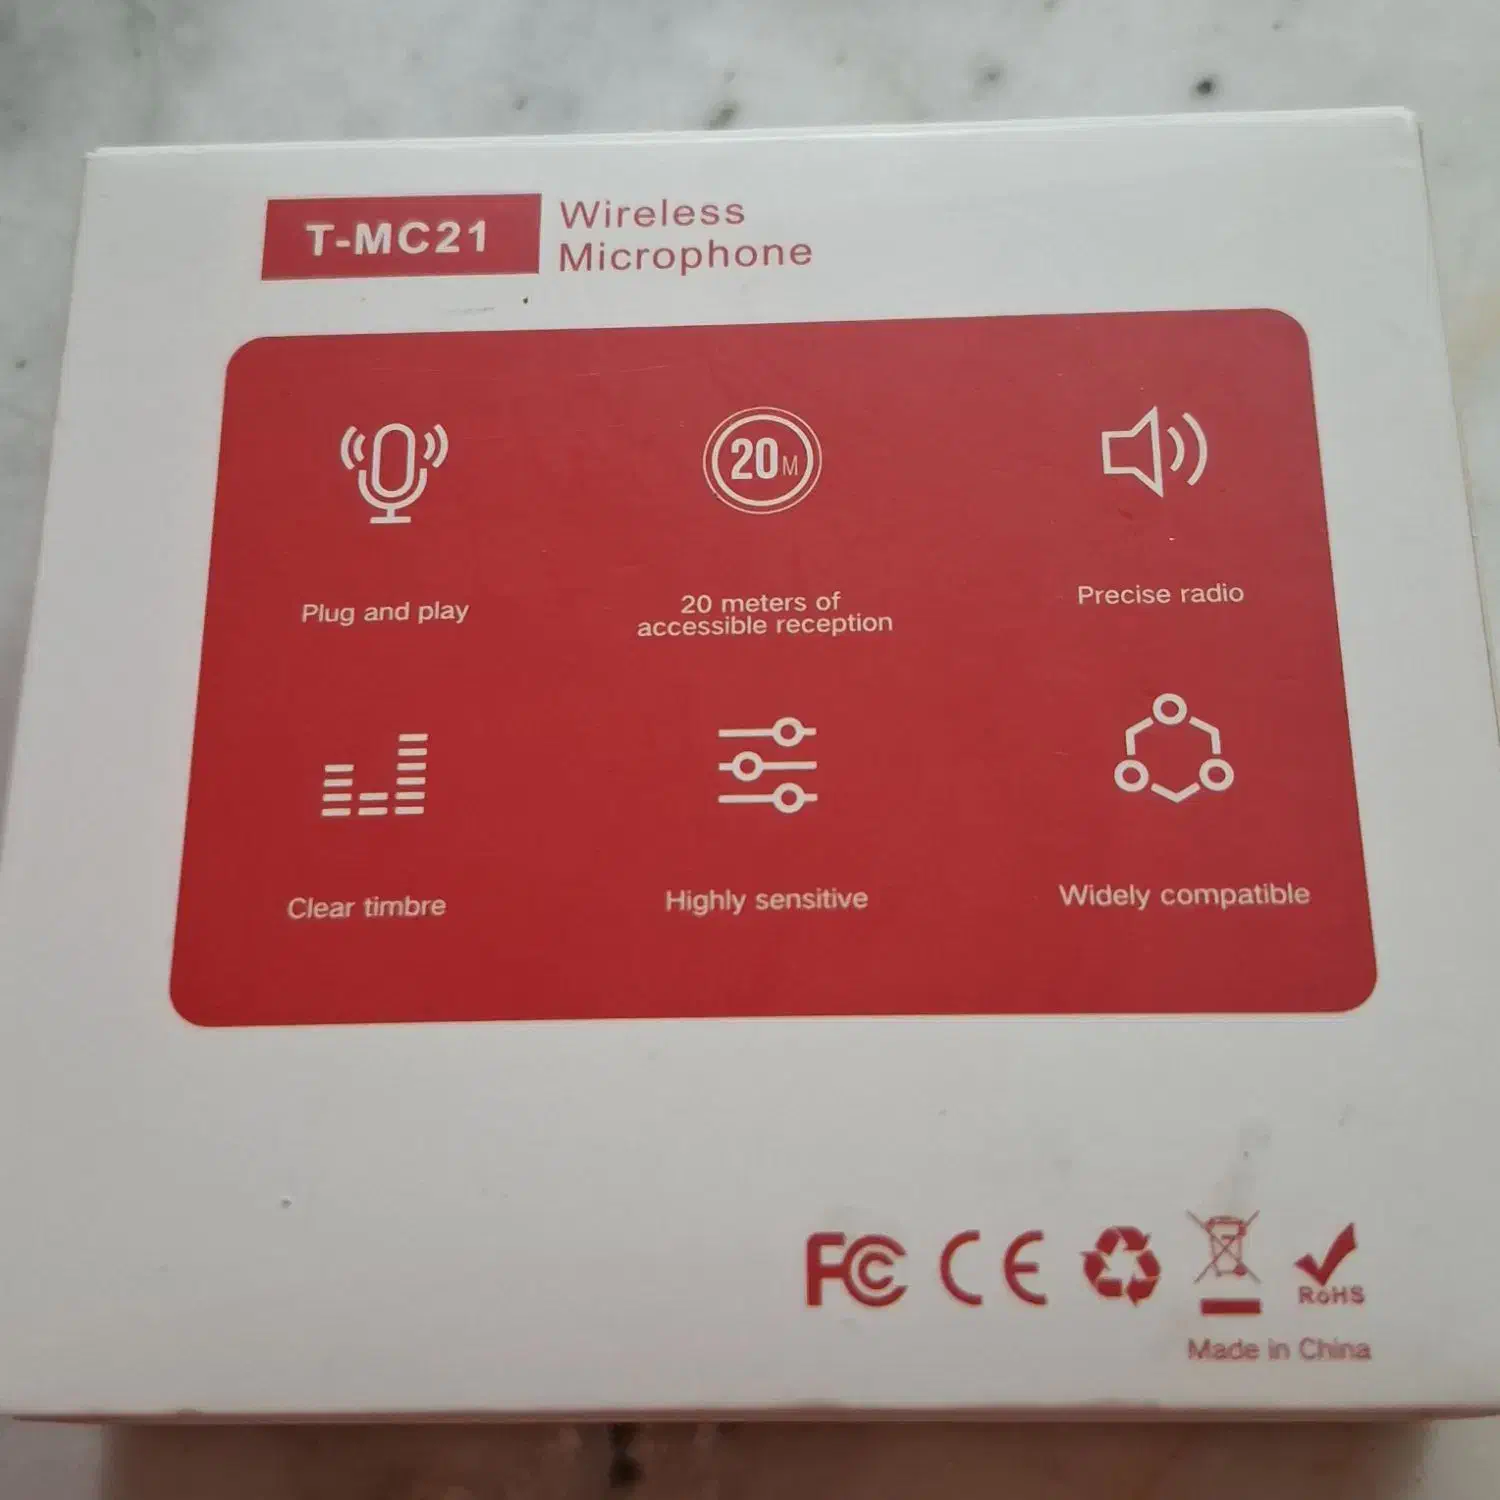 T-MC21
Wireless
Microphone
20M
Plug and play
20 meters of
accessible reception
Precise radio
Clear timbre
Highly sensitive
Widely compatible
FC CE
RoHS
Made in China